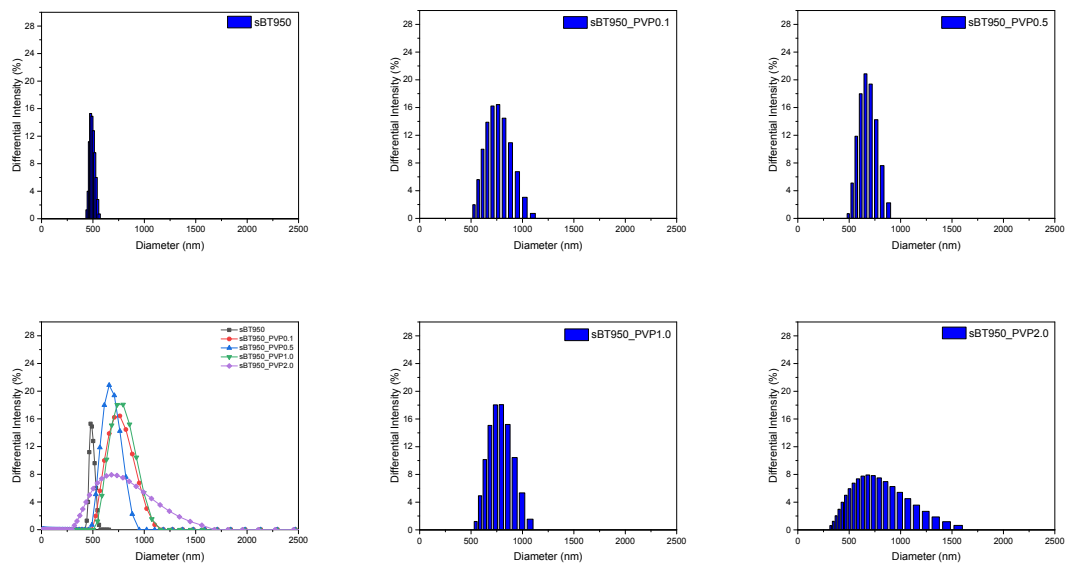 sBT950
Differential Intensity (%)
28
24
20
16
12
8
4
0
0 500 1000 1500 2000 2500
Diameter (nm)
sBT950_PVP0.1
Differential Intensity (%)
28
24
20
16
12
8
4
0
0 500 1000 1500 2000 2500
Diameter (nm)
sBT950_PVP0.5
Differential Intensity (%)
28
24
20
16
12
8
4
0
0 500 1000 1500 2000 2500
Diameter (nm)
sBT950
sBT950_PVP0.1
sBT950_PVP0.5
sBT950_PVP1.0
sBT950_PVP2.0
Differential Intensity (%)
28
24
20
16
12
8
4
0
0 500 1000 1500 2000 2500
Diameter (nm)
sBT950_PVP1.0
Differential Intensity (%)
28
24
20
16
12
8
4
0
0 500 1000 1500 2000 2500
Diameter (nm)
sBT950_PVP2.0
Differential Intensity (%)
28
24
20
16
12
8
4
0
0 500 1000 1500 2000 2500
Diameter (nm)